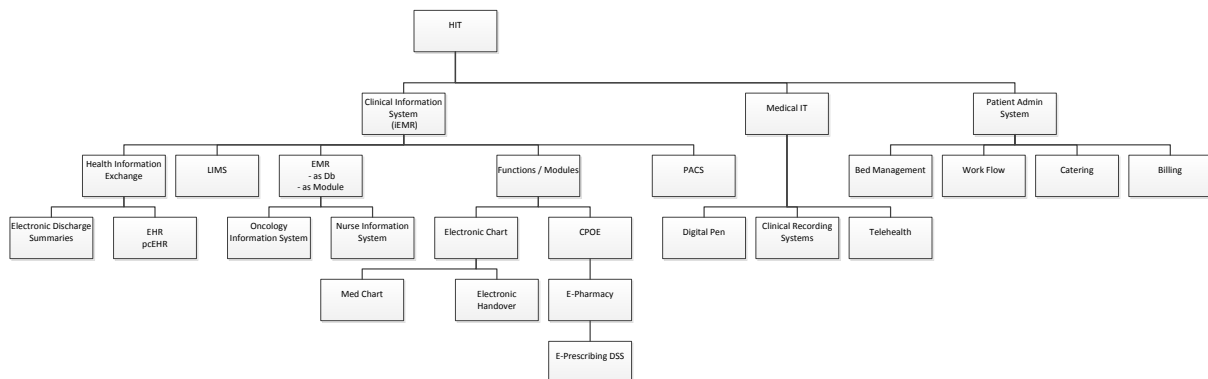 HIT
Clinical Information
System
(iEMR)
Medical IT
Patient Admin
System
Health Information
Exchange
LIMS
EMR
- as Db
- as Module
Functions / Modules
PACS
Bed Management
Work Flow
Catering
Billing
Electronic Discharge
Summaries
EHR
pcEHR
Oncology
Information System
Nurse Information
System
Electronic Chart
CPOE
Digital Pen
Clinical Recording
Systems
Telehealth
Med Chart
Electronic
Handover
E-Pharmacy
E-Prescribing DSS